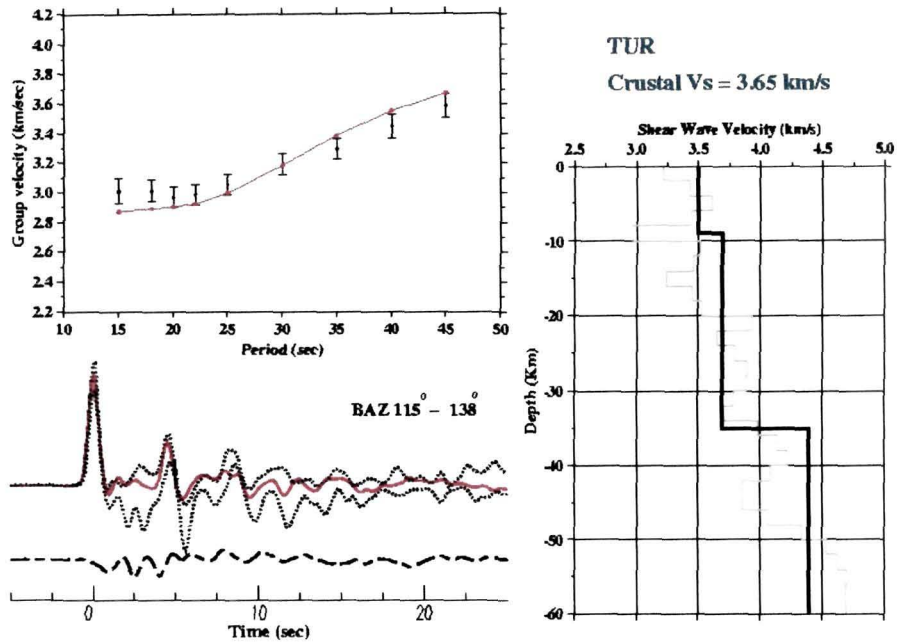 4.2
4.0
3.8
3.6
3.4
3.2
3.0
2.8
2.6
2.4
2.2
Group velocity (km/sec)
10 15 20 25 30 35 40 45 50
Period (sec)
BAZ 115° – 138°
0 10 20
Time (sec)
TUR
Crustal Vs = 3.65 km/s
Shear Wave Velocity (km/s)
2.5 3.0 3.5 4.0 4.5 5.0
0
-10
-20
-30
-40
-50
-60
Depth (Km)